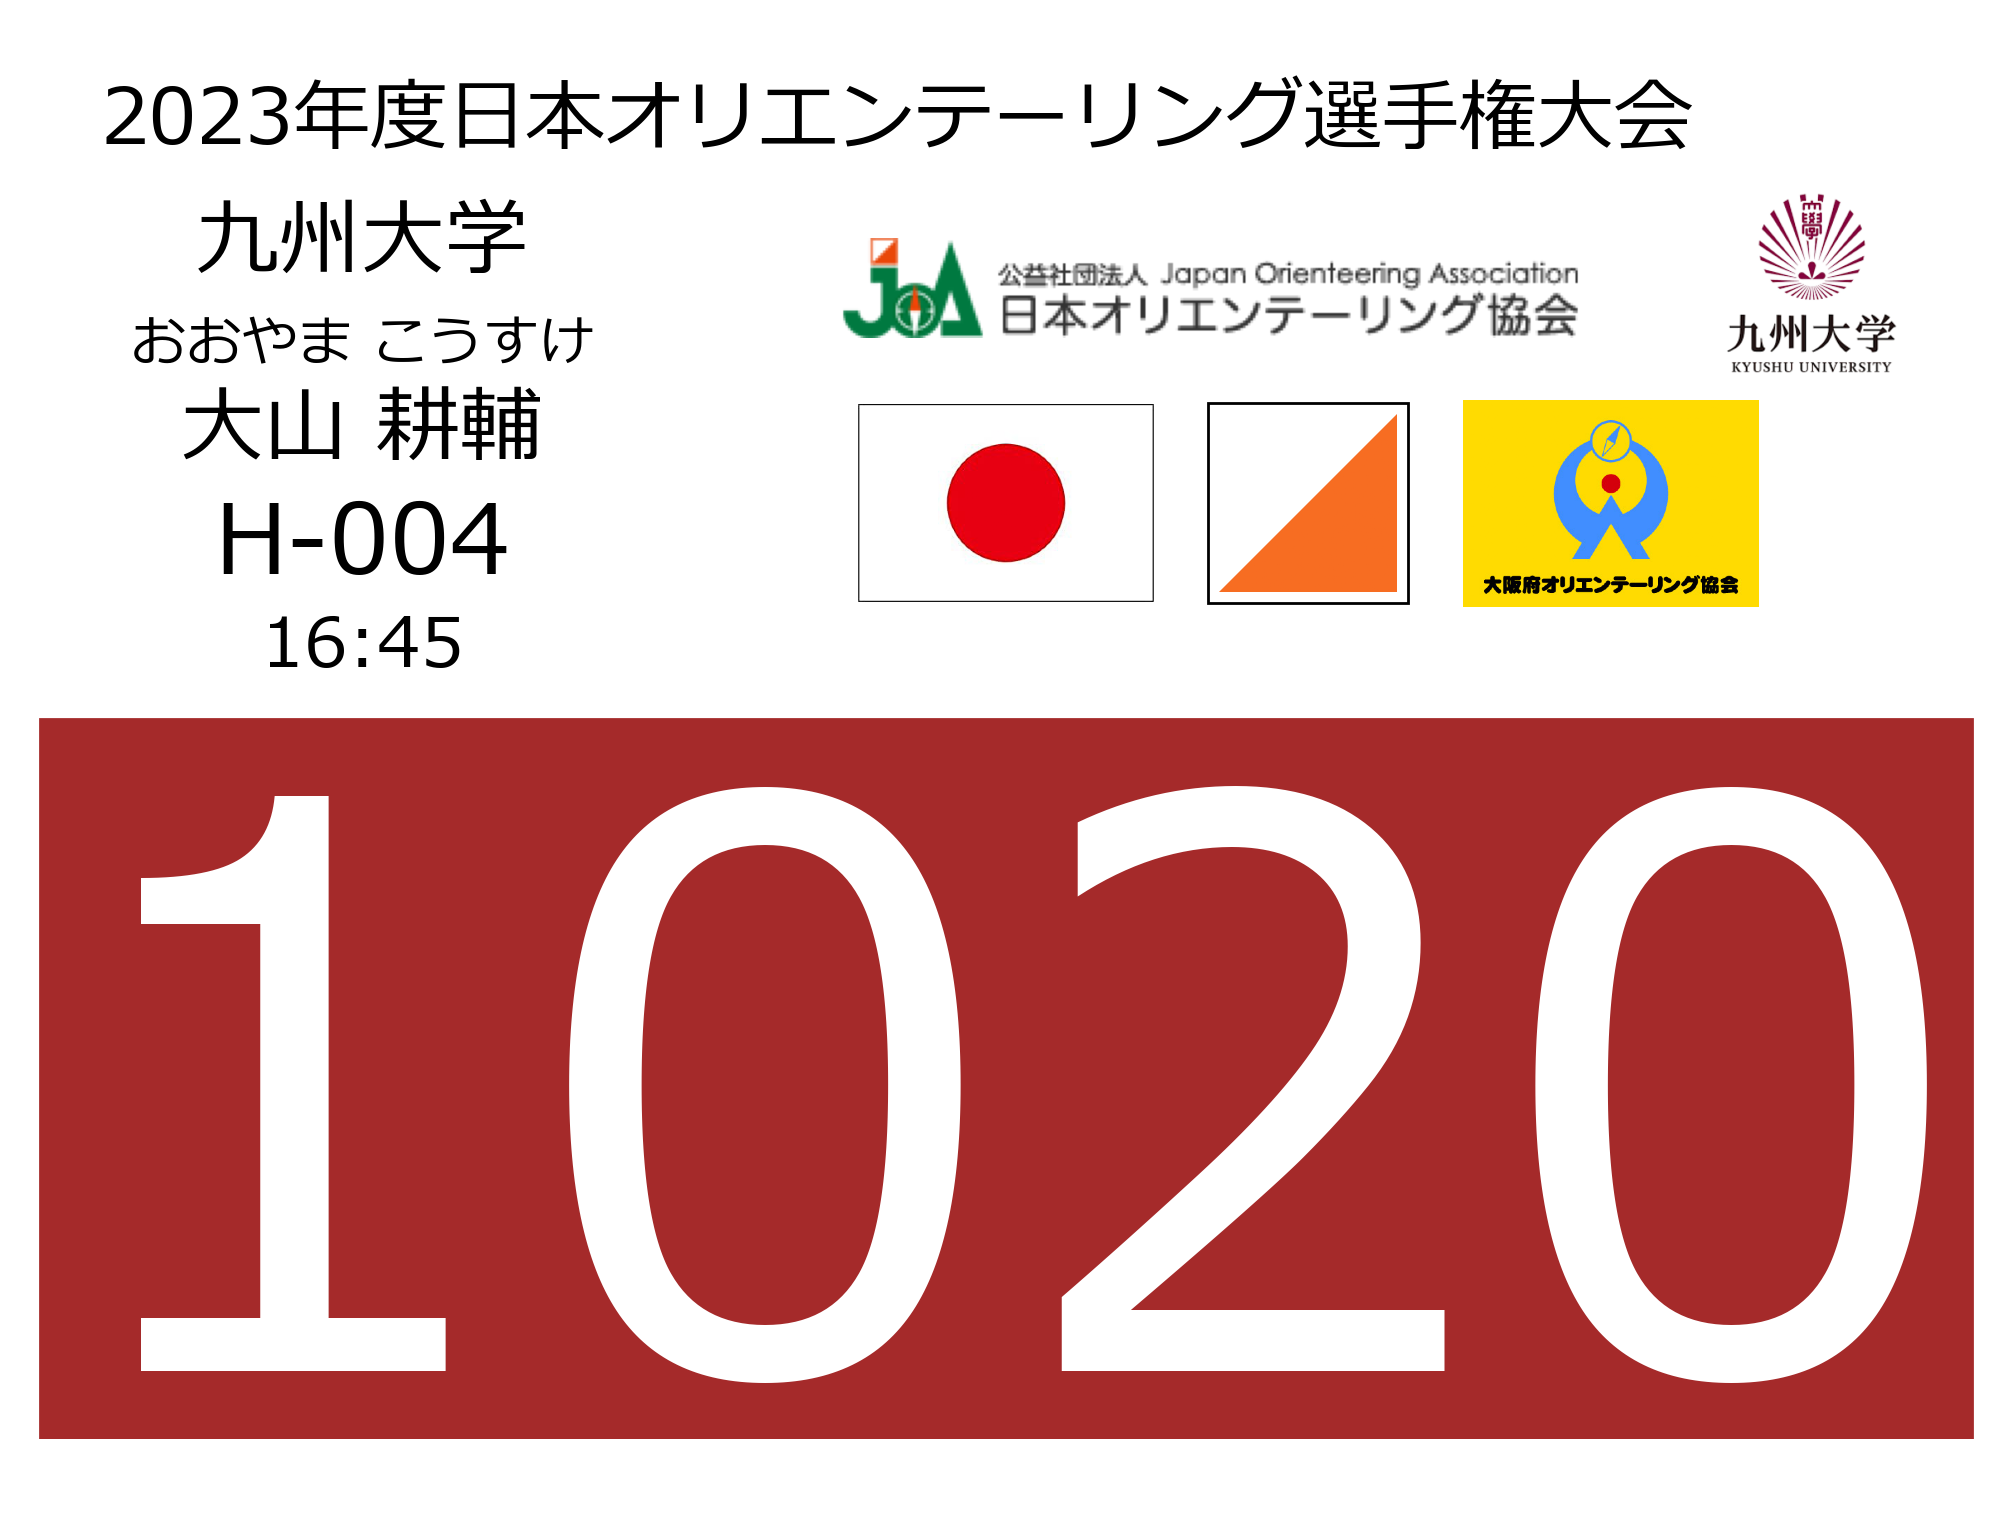 2023年度日本オリエンテーリング選手権大会
九州大学
おおやま こうすけ
大山 耕輔
H-004
16:45
JOA
公益社団法人 Japan Orienteering Association
日本オリエンテーリング協会
大學
九州大学
KYUSHU UNIVERSITY
大阪府オリエンテーリング協会
1020